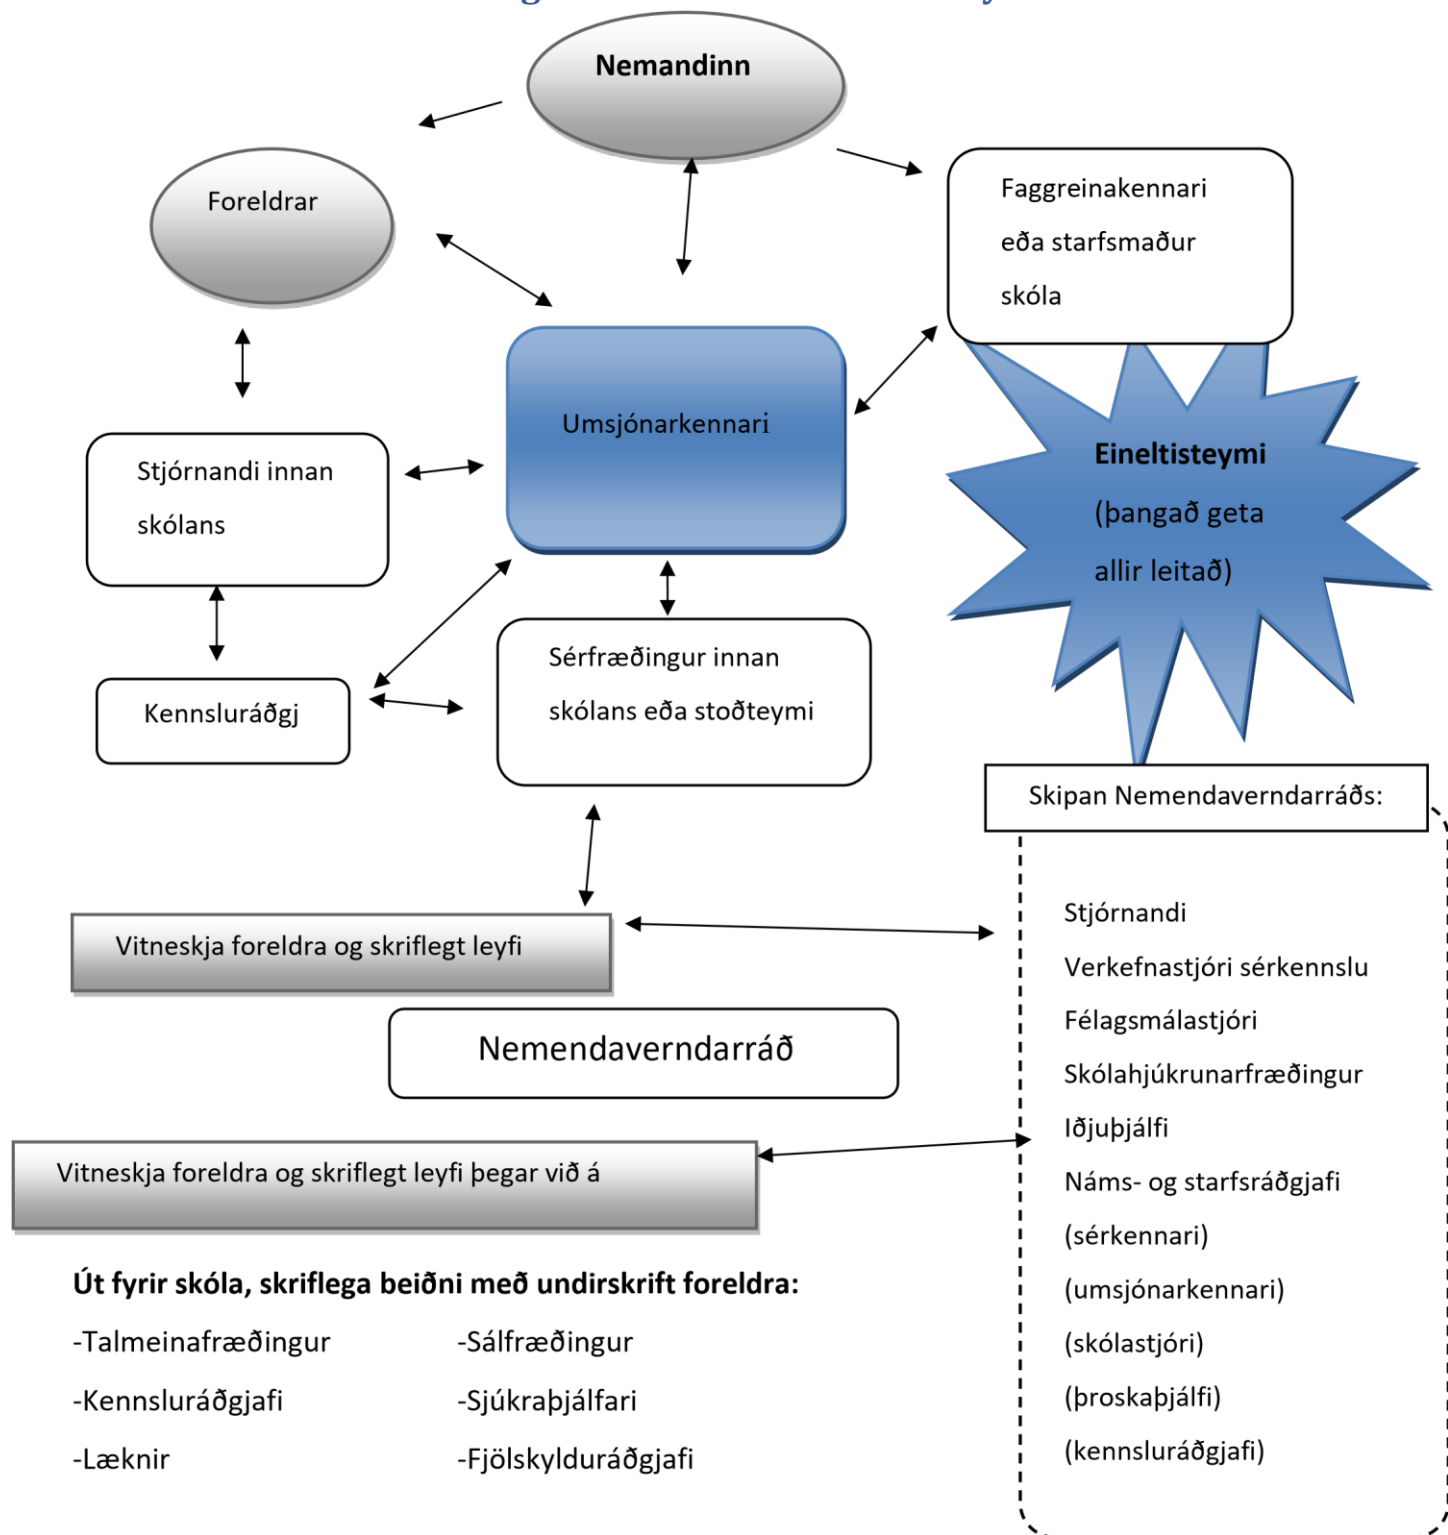 Nemandinn
Foreldrar
Faggreinakennari
eða starfsmaður
skóla
Umsjónarkennari
Stjórnandi innan
skólans
Eineltisteymi
(þangað geta
allir leitað)
Kennsluráðgj
Sérfræðingur innan
skólans eða stoðteymi
Skipan Nemendaverndarráðs:
Stjórnandi
Verkefnastjóri sérkennslu
Félagsmálastjóri
Skólahjúkrunarfræðingur
Iðjuþjálfi
Náms- og starfsráðgjafi
(sérkennari)
(umsjónarkennari)
(skólastjóri)
(þroskaþjálfi)
(kennsluráðgjafi)
Vitneskja foreldra og skriflegt leyfi
Nemendaverndarráð
Vitneskja foreldra og skriflegt leyfi þegar við á
Út fyrir skóla, skriflega beiðni með undirskrift foreldra:
-Talmeinafræðingur
-Sálfræðingur
-Kennsluráðgjafi
-Sjúkraþjálfari
-Læknir
-Fjölskylduráðgjafi